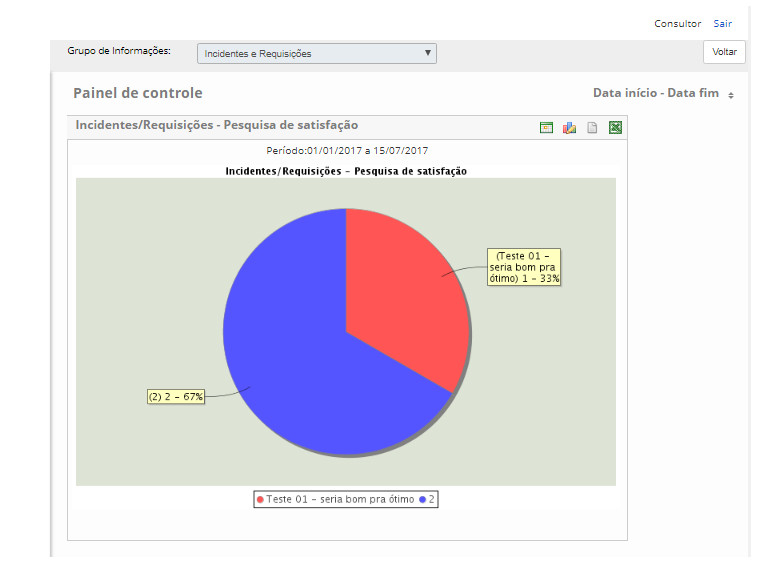 Consultor Sair
Grupo de Informações: Incidentes e Requisições Voltar
Painel de controle Data início - Data fim
Incidentes/Requisições - Pesquisa de satisfação
Período:01/01/2017 a 15/07/2017
Incidentes/Requisições - Pesquisa de satisfação
(Teste 01 -
seria bom pra
ótimo) 1 - 33%
(2) 2 - 67%
Teste 01 - seria bom pra ótimo 2